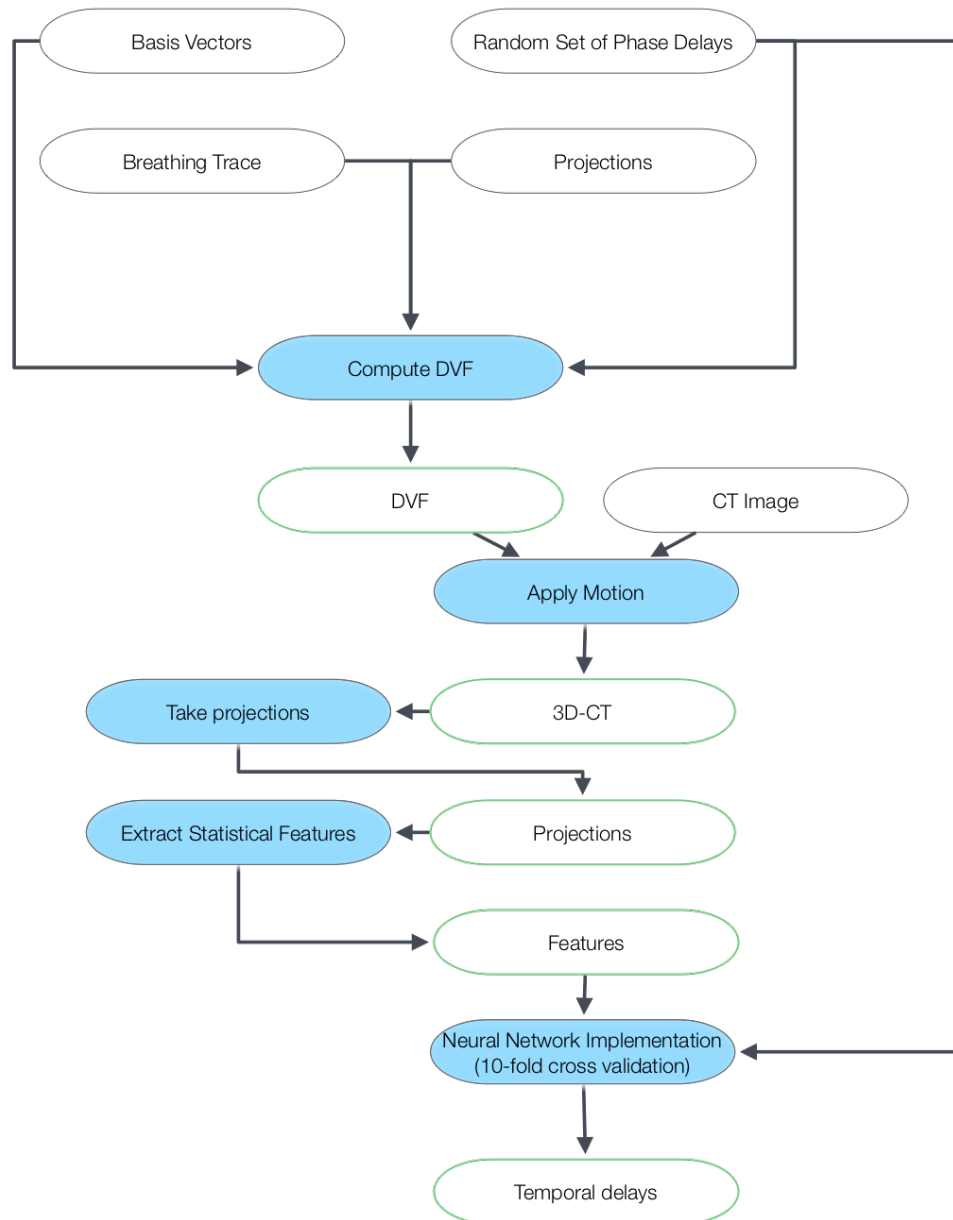 Basis Vectors
Random Set of Phase Delays
Breathing Trace
Projections
Compute DVF
DVF
CT Image
Apply Motion
Take projections
3D-CT
Extract Statistical Features
Projections
Features
Neural Network Implementation
(10-fold cross validation)
Temporal delays